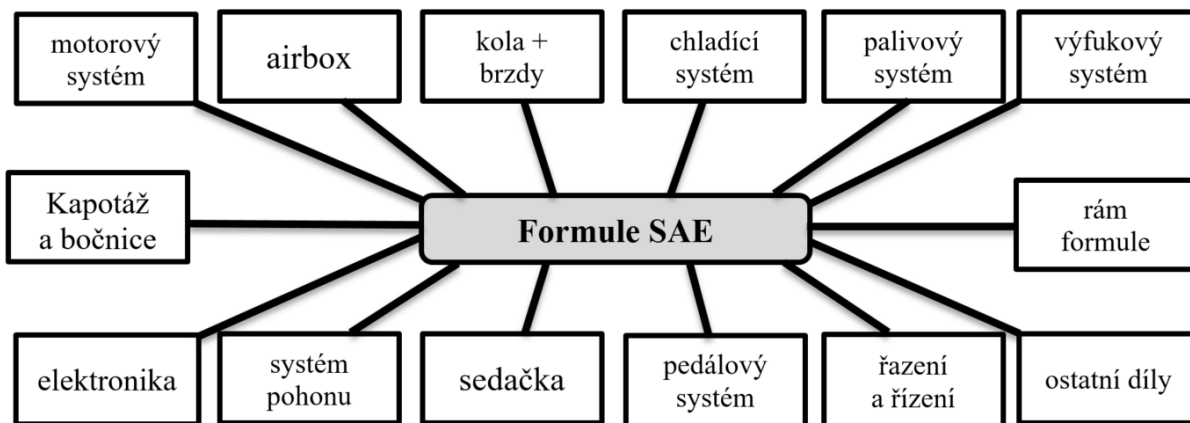 motorový
systém
airbox
kola +
brzdy
chladící
systém
palivový
systém
výfukový
systém
Kapotáž
a bočnice
Formule SAE
rám
formule
elektronika
systém
pohonu
sedačka
pedálový
systém
řazení
a řízení
ostatní díly